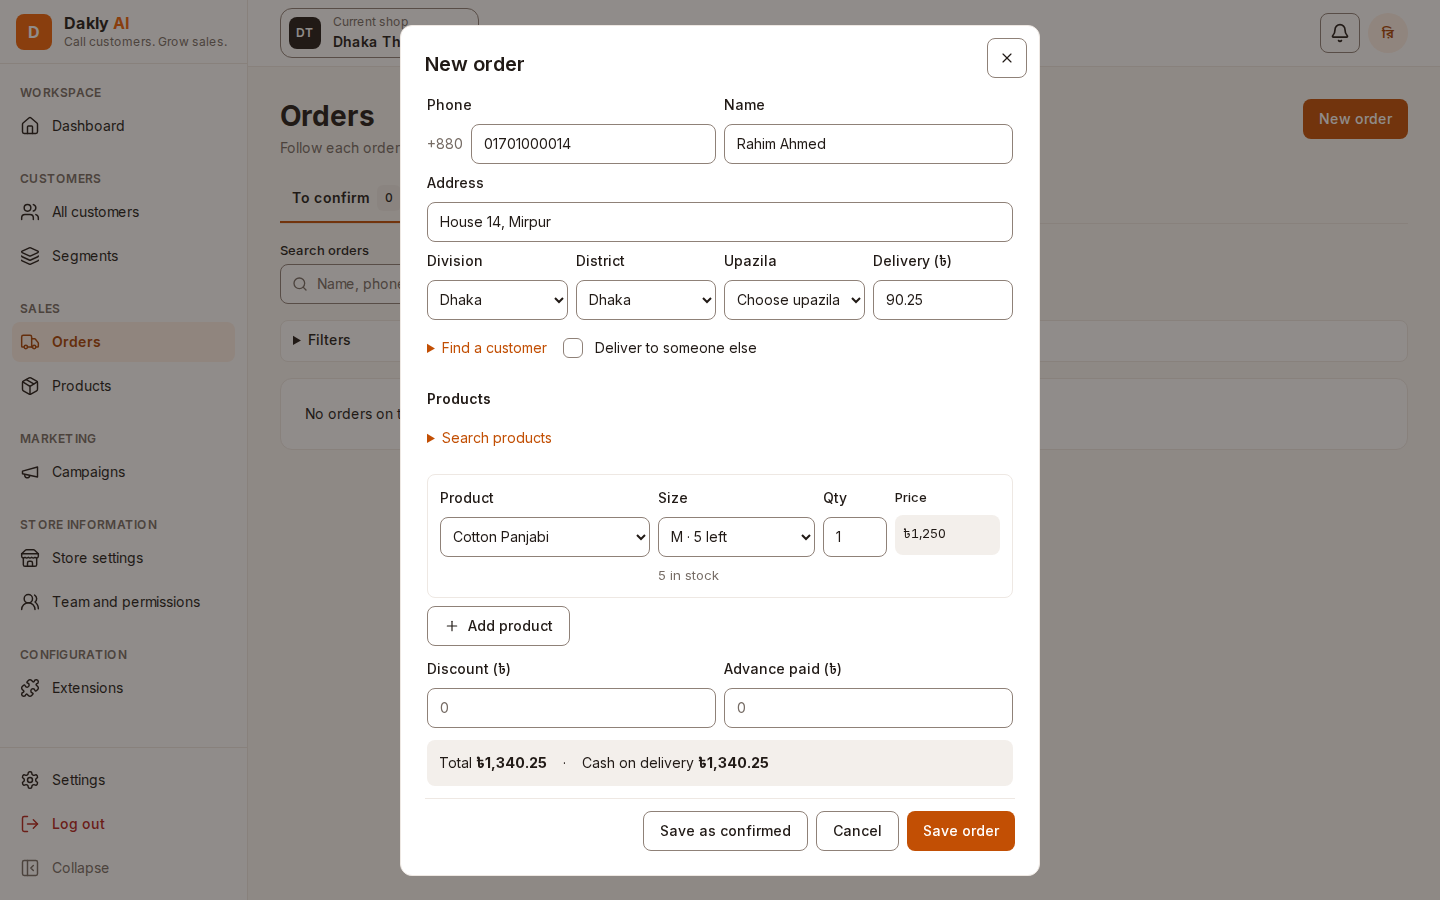 D
Dakly AI
Call customers. Grow sales.
WORKSPACE
Dashboard
CUSTOMERS
All customers
Segments
SALES
Orders
Products
MARKETING
Campaigns
STORE INFORMATION
Store settings
Team and permissions
CONFIGURATION
Extensions
Settings
Log out
Collapse
DT
Current shop
Dhaka Th
রি
Orders
New order
Follow each order
To confirm 0
Search orders
Name, phone
Filters
No orders on t
New order
Phone Name
+880 01701000014 Rahim Ahmed
Address
House 14, Mirpur
Division District Upazila Delivery (৳)
Dhaka Dhaka Choose upazila 90.25
Find a customer Deliver to someone else
Products
Search products
Product Size Qty Price
Cotton Panjabi M · 5 left 1 ৳1,250
5 in stock
Add product
Discount (৳) Advance paid (৳)
0 0
Total ৳1,340.25 · Cash on delivery ৳1,340.25
Save as confirmed Cancel Save order